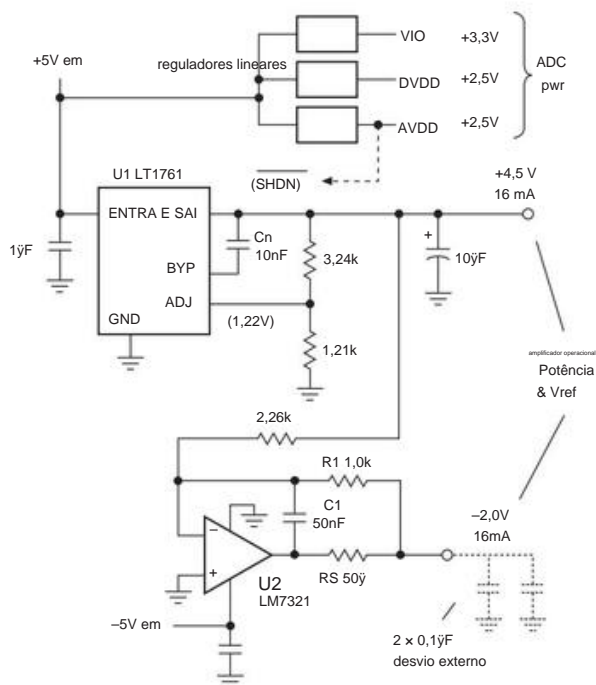 +5V em
reguladores lineares
VIO
+3,3V
DVDD
+2,5V
AVDD
+2,5V
ADC
pwr
U1 LT1761
(SHDN)
+4,5 V
16 mA
ENTRA E SAI
Cn
10nF
3,24k
+
10ÿF
1ÿF
BYP
ADJ
(1,22V)
GND
1,21k
amplificador operacional
Potência
& Vref
2,26k
R1 1,0k
C1
50nF
–2,0V
16mA
–
+
U2
LM7321
RS 50ÿ
–5V em
2 × 0,1ÿF
desvio externo